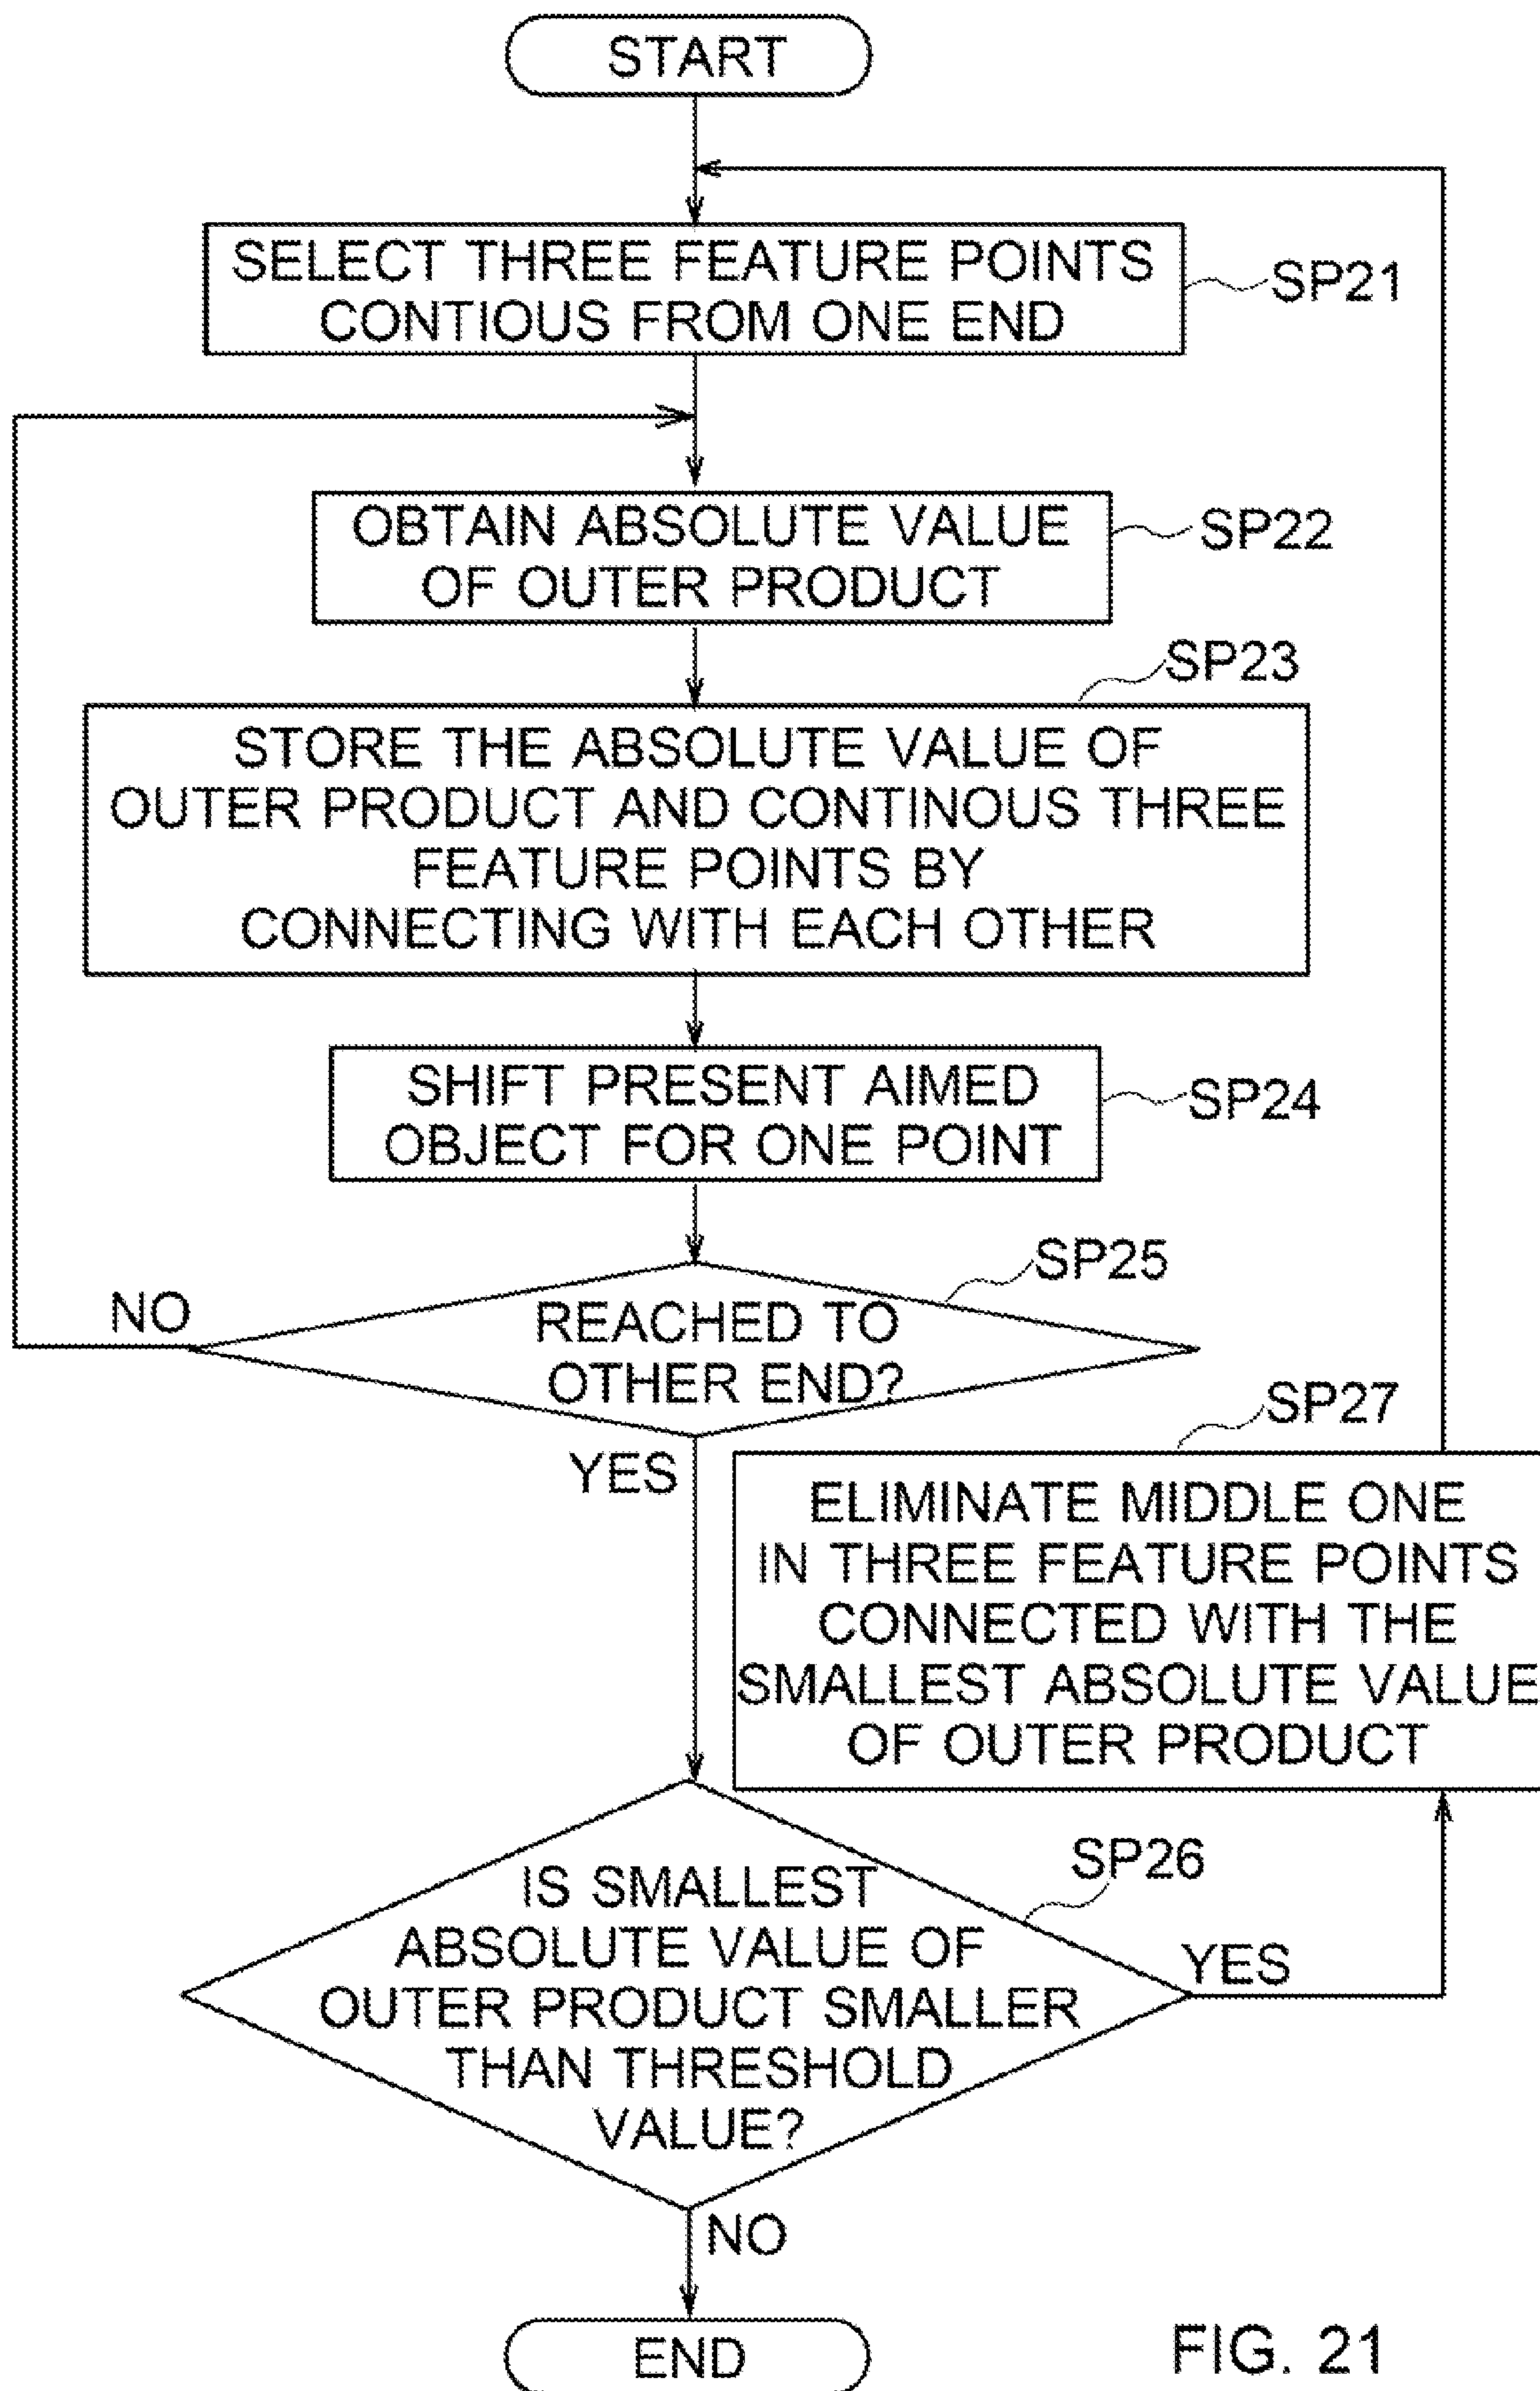 START
SELECT THREE FEATURE POINTS
CONTIOUS FROM ONE END
SP21
OBTAIN ABSOLUTE VALUE
OF OUTER PRODUCT
SP22
SP23
STORE THE ABSOLUTE VALUE OF
OUTER PRODUCT AND CONTINOUS THREE
FEATURE POINTS BY
CONNECTING WITH EACH OTHER
SHIFT PRESENT AIMED
OBJECT FOR ONE POINT
SP24
SP25
NO
REACHED TO
OTHER END?
YES
SP27
ELIMINATE MIDDLE ONE
IN THREE FEATURE POINTS
CONNECTED WITH THE
SMALLEST ABSOLUTE VALUE
OF OUTER PRODUCT
SP26
IS SMALLEST
ABSOLUTE VALUE OF
OUTER PRODUCT SMALLER
THAN THRESHOLD
VALUE?
YES
NO
END
FIG. 21